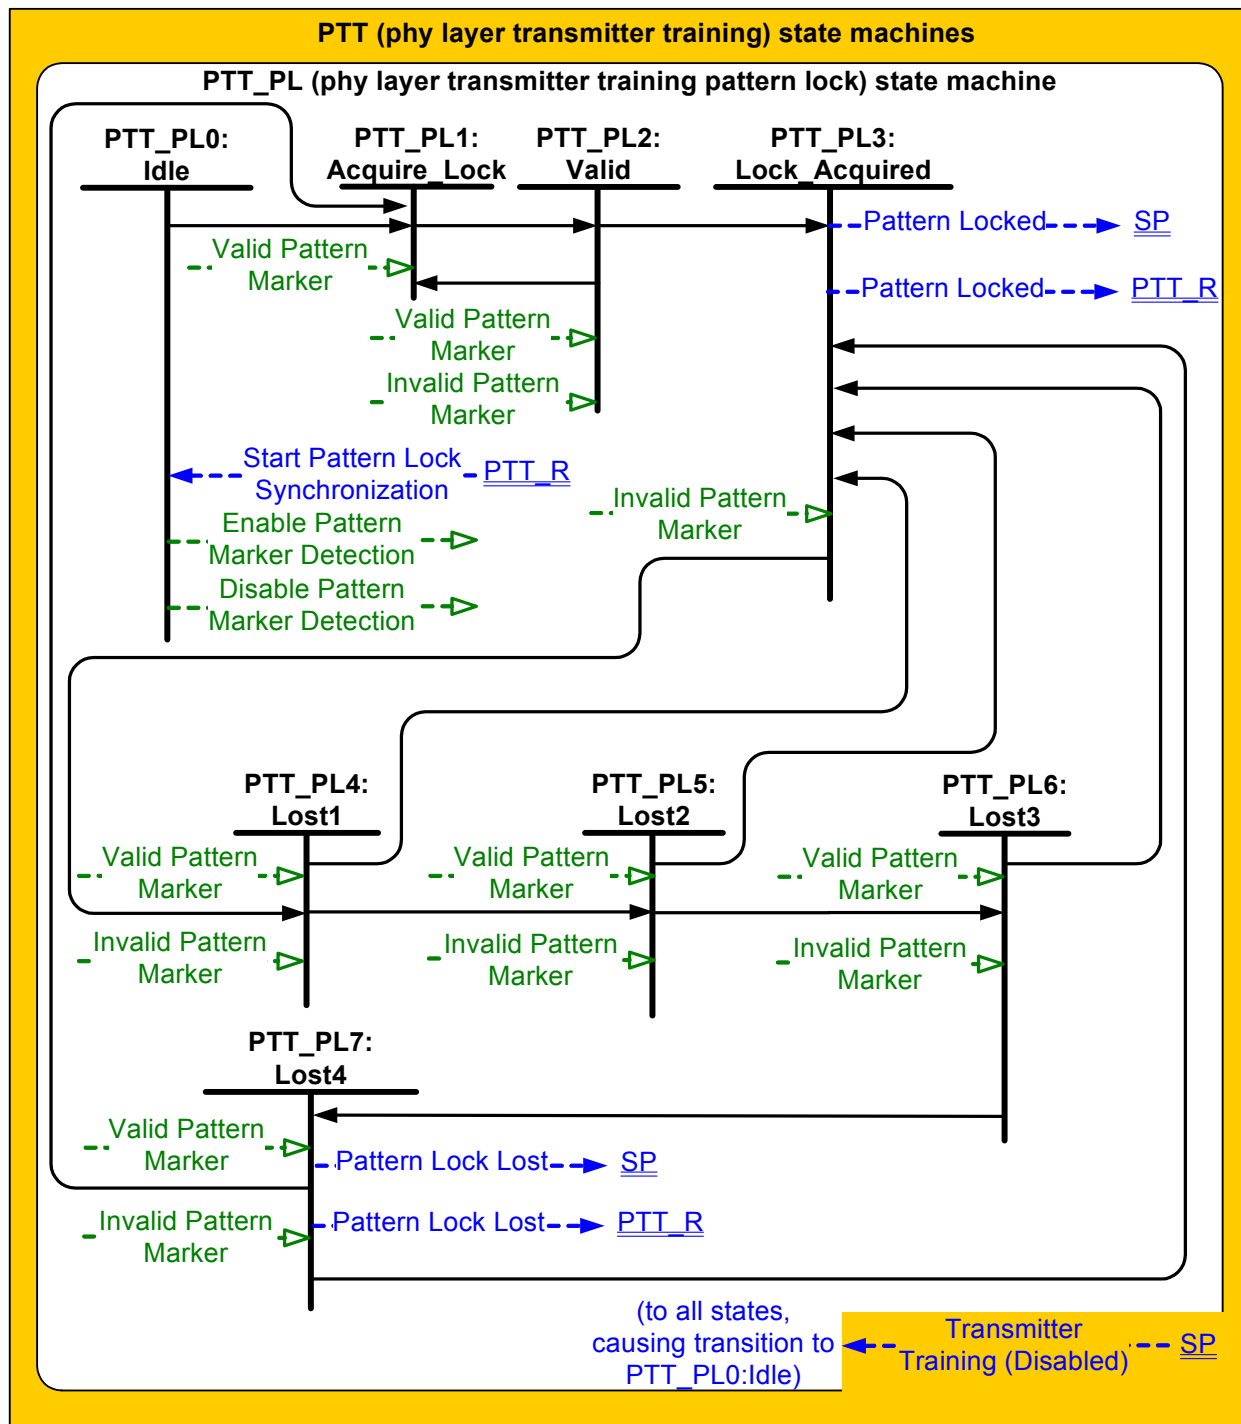 PTT (phy layer transmitter training) state machines
PTT_PL (phy layer transmitter training pattern lock) state machine
PTT_PL0:
Idle
PTT_PL1:
Acquire_Lock
PTT_PL2:
Valid
PTT_PL3:
Lock_Acquired
Pattern Locked
SP
Valid Pattern
Marker
Pattern Locked
PTT_R
Valid Pattern
Marker
Invalid Pattern
Marker
Start Pattern Lock
Synchronization
PTT_R
Invalid Pattern
Marker
Enable Pattern
Marker Detection
Disable Pattern
Marker Detection
PTT_PL4:
Lost1
PTT_PL5:
Lost2
PTT_PL6:
Lost3
Valid Pattern
Marker
Valid Pattern
Marker
Valid Pattern
Marker
Invalid Pattern
Marker
Invalid Pattern
Marker
Invalid Pattern
Marker
PTT_PL7:
Lost4
Valid Pattern
Marker
Pattern Lock Lost
SP
Invalid Pattern
Marker
Pattern Lock Lost
PTT_R
(to all states,
causing transition to
PTT_PL0:Idle)
Transmitter
Training (Disabled)
SP